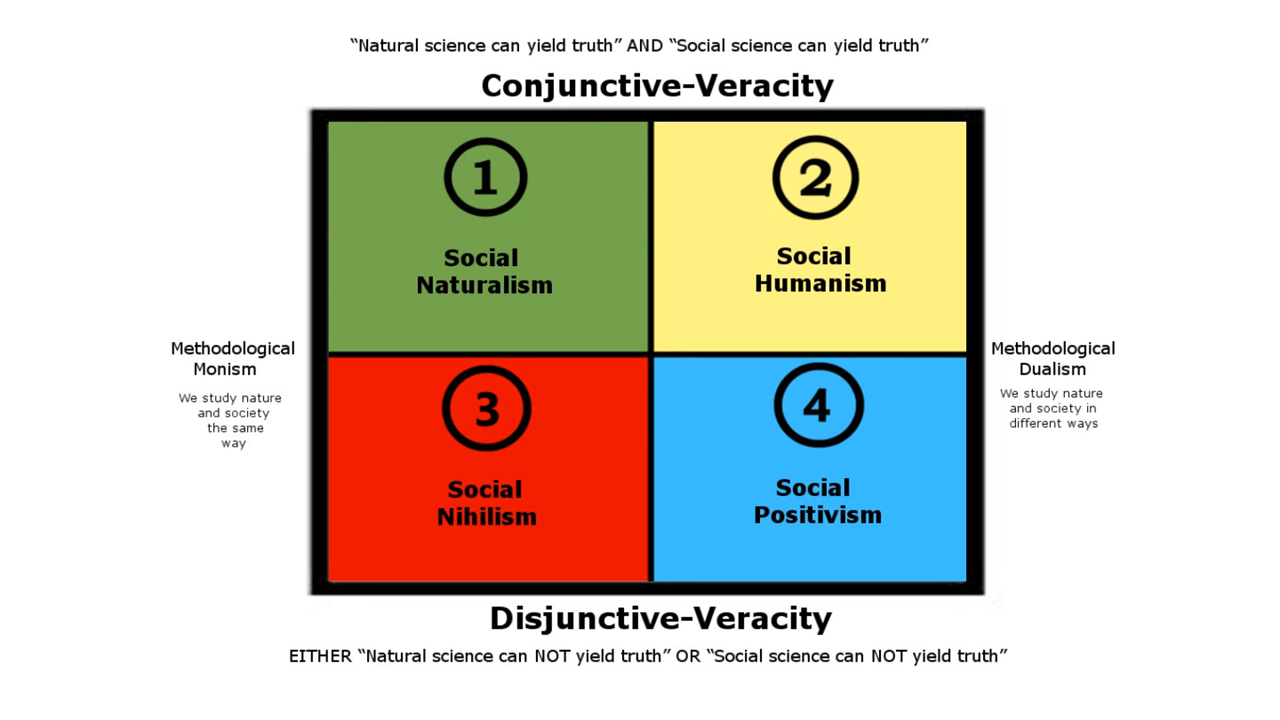 “Natural science can yield truth” AND “Social science can yield truth”
Conjunctive-Veracity
1
2
Social
Naturalism
Social
Humanism
Methodological
Monism
We study nature
and society
the same
way
Methodological
Dualism
We study nature
and society in
different ways
3
4
Social
Nihilism
Social
Positivism
Disjunctive-Veracity
EITHER “Natural science can NOT yield truth” OR “Social science can NOT yield truth”